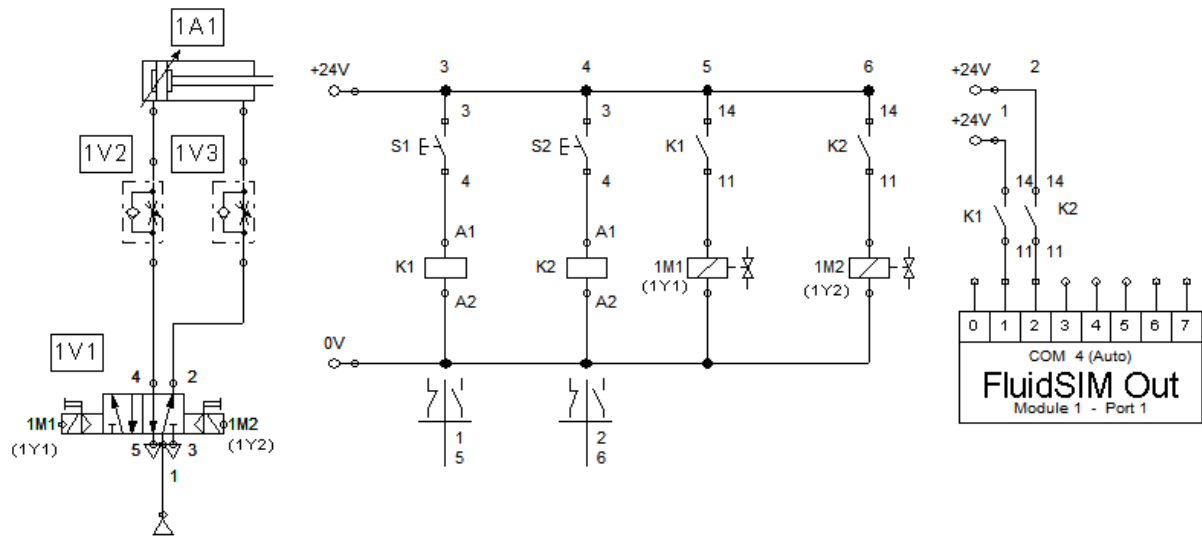 1A1
1V2
1V3
1V1
4 2
1M1
(1Y1)
1M2
(1Y2)
5 3
1
+24V 3 4 5 6
3 3 14 14
S1 S2 K1 K2
4 4 11 11
A1 A1
K1 K2 1M1 1M2
(1Y1) (1Y2)
A2 A2
0V
1 2
5 6
+24V 2
+24V 1
14 14
K1 K2
11 11
0 1 2 3 4 5 6 7
COM 4 (Auto)
FluidSIM Out
Module 1 - Port 1